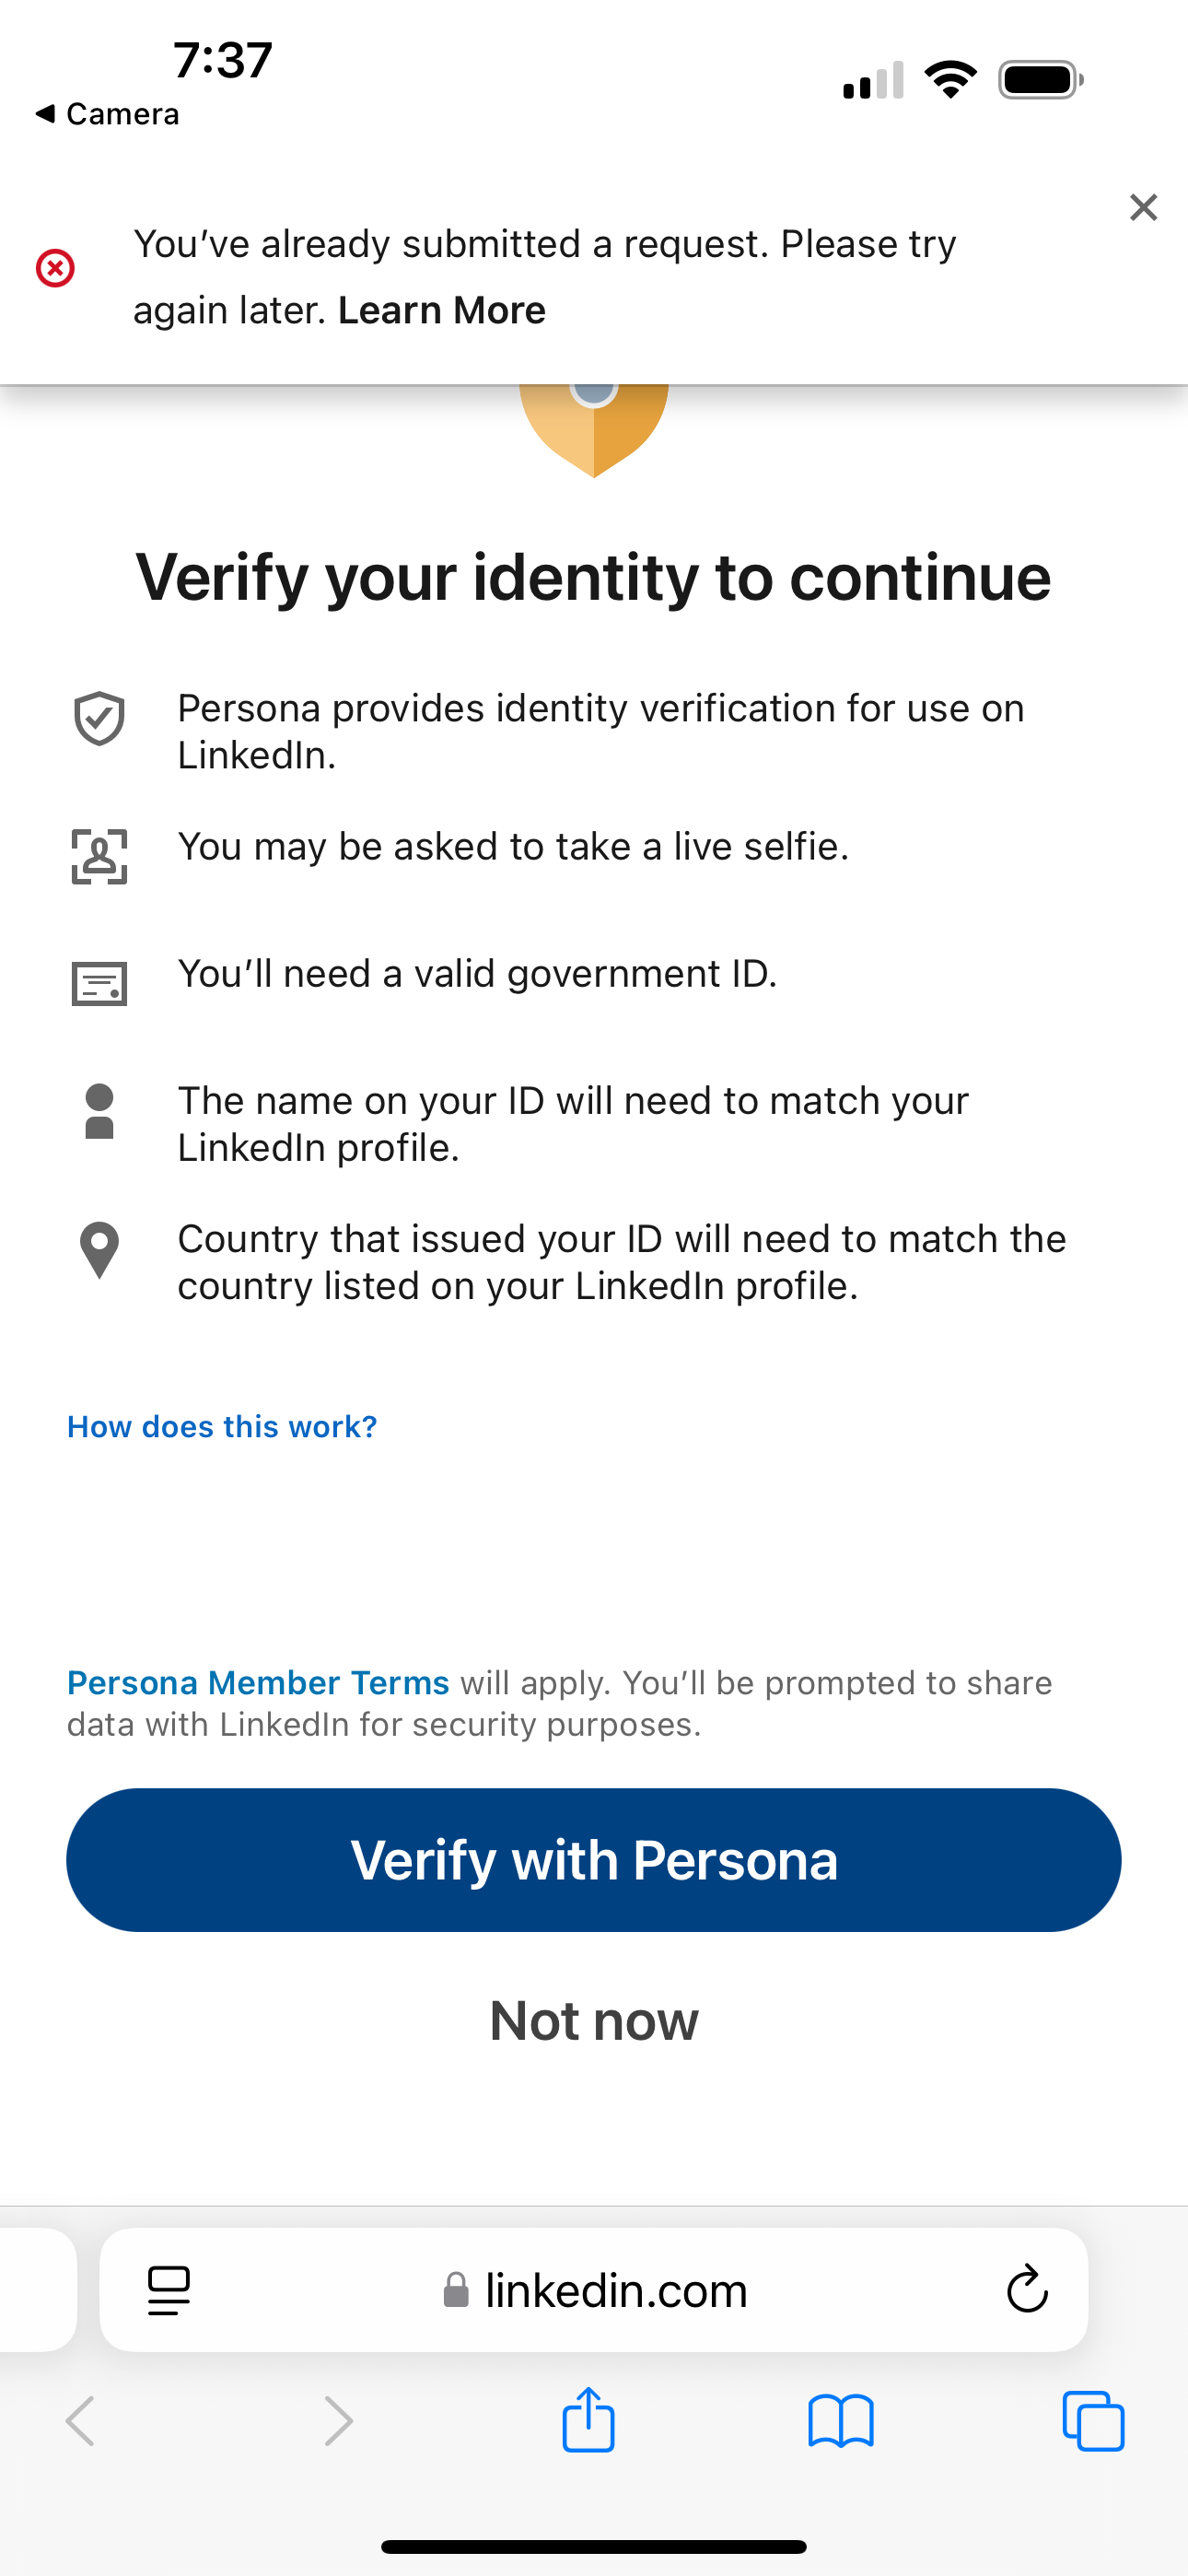 7:37
◀ Camera
You’ve already submitted a request. Please try
again later. Learn More
Verify your identity to continue
Persona provides identity verification for use on
LinkedIn.
You may be asked to take a live selfie.
You’ll need a valid government ID.
The name on your ID will need to match your
LinkedIn profile.
Country that issued your ID will need to match the
country listed on your LinkedIn profile.
How does this work?
Persona Member Terms will apply. You’ll be prompted to share
data with LinkedIn for security purposes.
Verify with Persona
Not now
linkedin.com